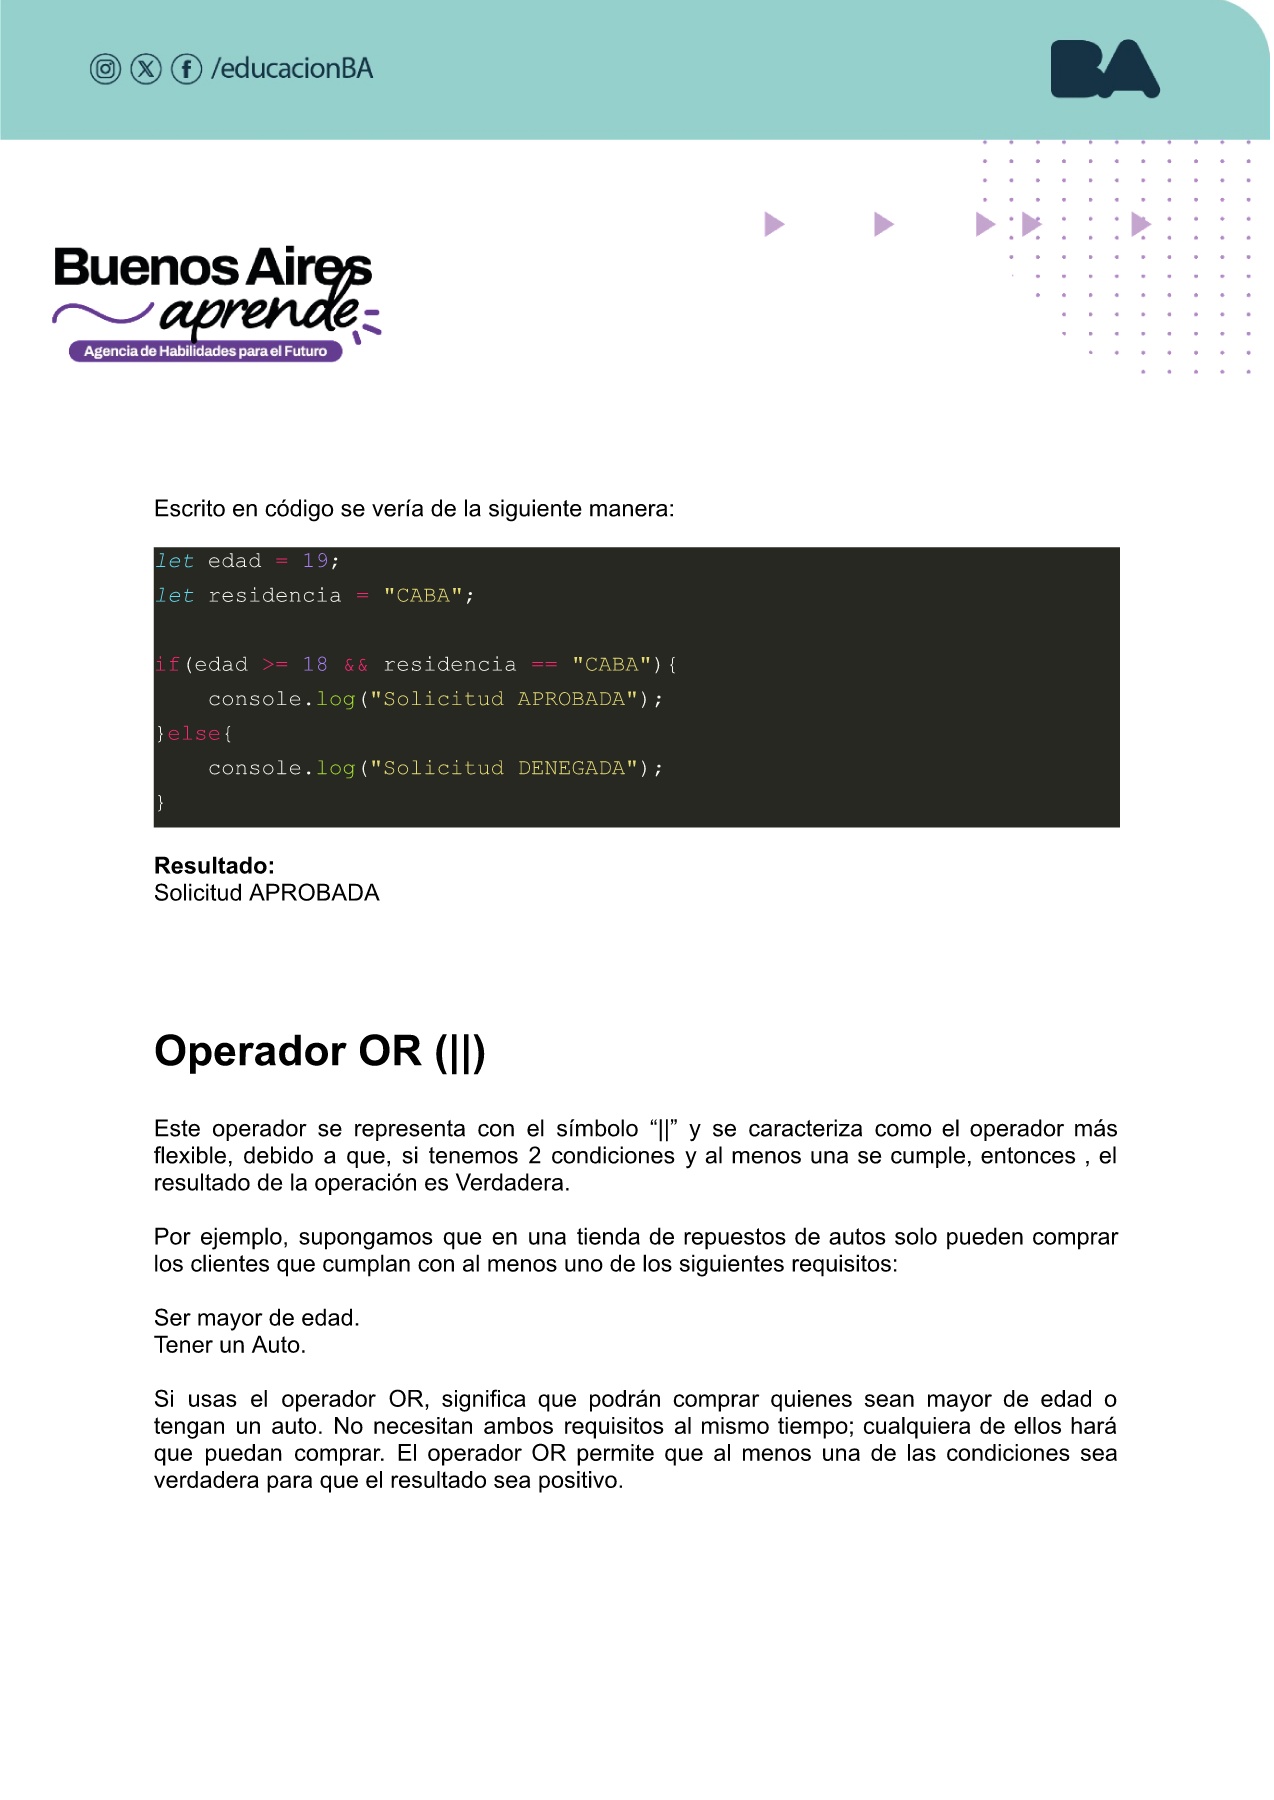 /educacionBA
BA
Buenos Aires
aprende
Agencia de Habilidades para el Futuro
Escrito en código se vería de la siguiente manera:
let edad = 19;
let residencia = "CABA";
if(edad >= 18 && residencia == "CABA"){
    console.log("Solicitud APROBADA");
}else{
    console.log("Solicitud DENEGADA");
}
Resultado:
Solicitud APROBADA
Operador OR (||)
Este operador se representa con el símbolo “||” y se caracteriza como el operador más
flexible, debido a que, si tenemos 2 condiciones y al menos una se cumple, entonces , el
resultado de la operación es Verdadera.
Por ejemplo, supongamos que en una tienda de repuestos de autos solo pueden comprar
los clientes que cumplan con al menos uno de los siguientes requisitos:
Ser mayor de edad.
Tener un Auto.
Si usas el operador OR, significa que podrán comprar quienes sean mayor de edad o
tengan un auto. No necesitan ambos requisitos al mismo tiempo; cualquiera de ellos hará
que puedan comprar. El operador OR permite que al menos una de las condiciones sea
verdadera para que el resultado sea positivo.